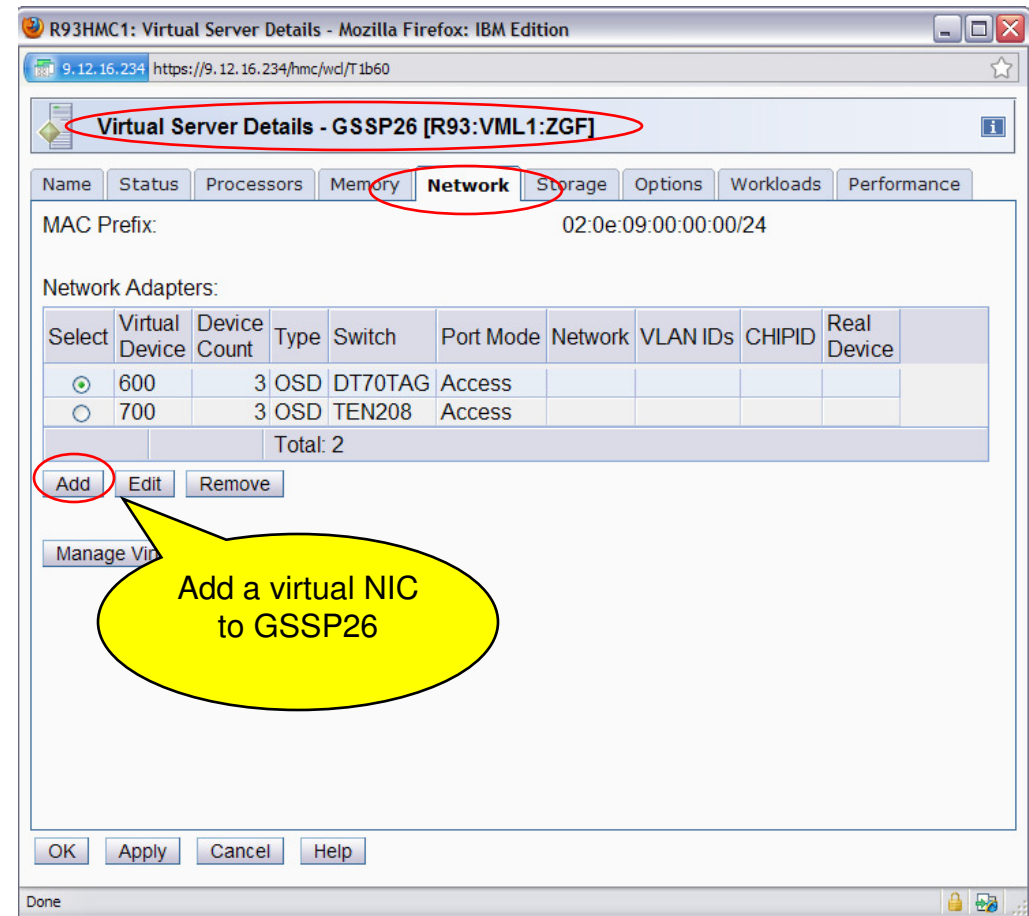 R93HMC1: Virtual Server Details - Mozilla Firefox: IBM Edition
9.12.16.234 https://9.12.16.234/hmc/wcl/T1b60
Virtual Server Details - GSSP26 [R93:VML1:ZGF]
Name Status Processors Memory Network Storage Options Workloads Performance
MAC Prefix: 02:0e:09:00:00:00/24
Network Adapters:
Select Virtual Device Device Count Type Switch Port Mode Network VLAN IDs CHIPID Real Device
600 3 OSD DT70TAG Access
700 3 OSD TEN208 Access
Total: 2
Add Edit Remove
Manage
Add a virtual NIC
to GSSP26
OK Apply Cancel Help
Done